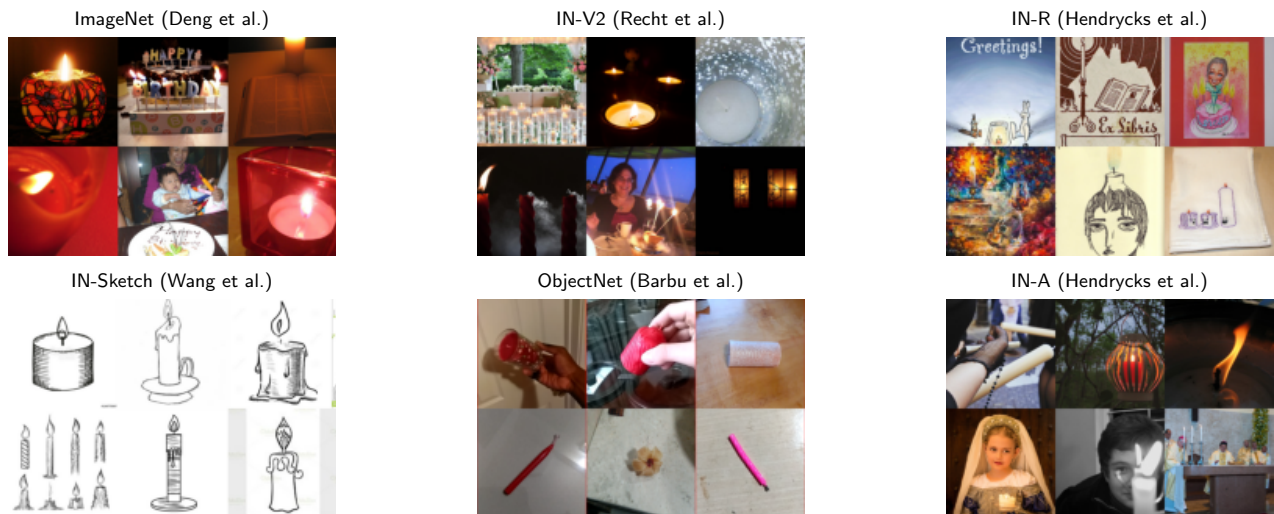 ImageNet (Deng et al.)
IN-V2 (Recht et al.)
IN-R (Hendrycks et al.)
HAPPY
BIRTHDAY
Greetings!
Ex Libris
IN-Sketch (Wang et al.)
ObjectNet (Barbu et al.)
IN-A (Hendrycks et al.)